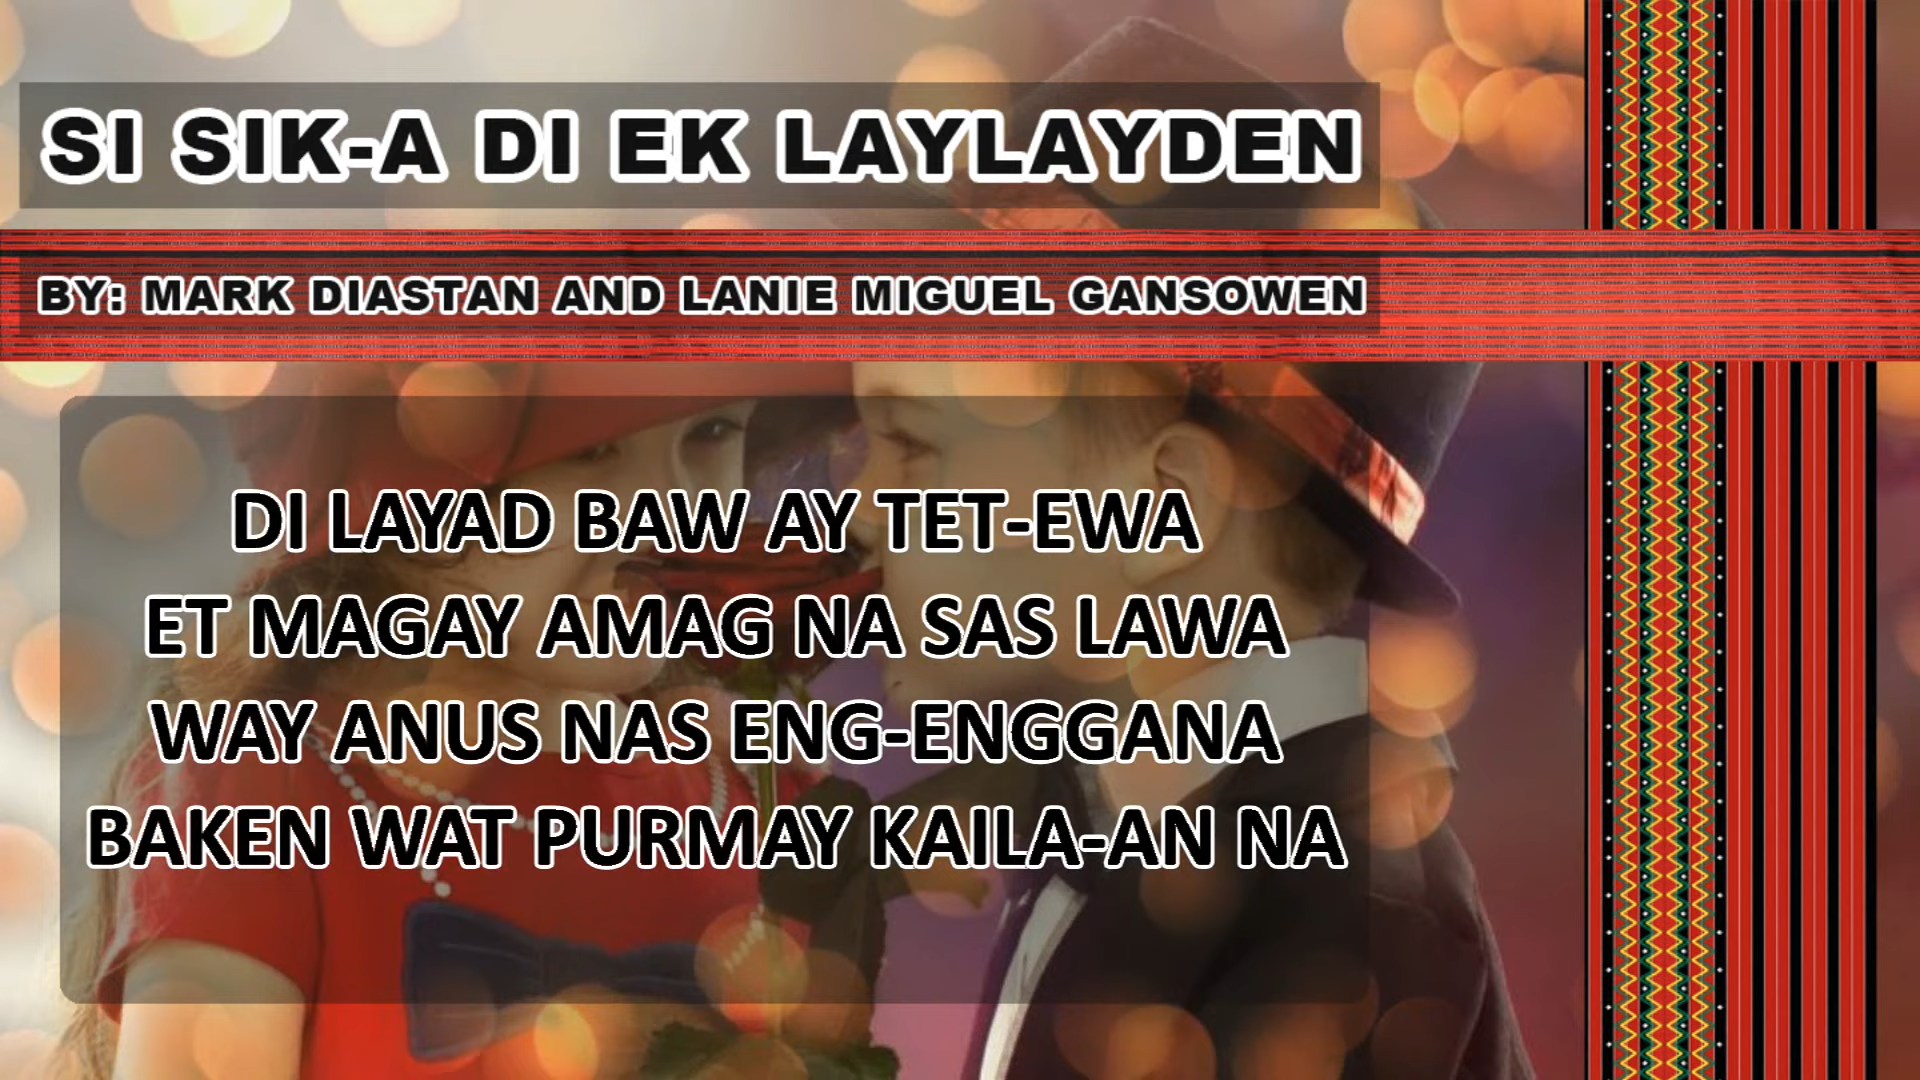 SI SIK-A DI EK LAYLAYDEN
BY: MARK DIASTAN AND LANIE MIGUEL GANSOWEN
DI LAYAD BAW AY TET-EWA
ET MAGAY AMAG NA SAS LAWA
WAY ANUS NAS ENG-ENGGANA
BAKEN WAT PURMAY KAILA-AN NA